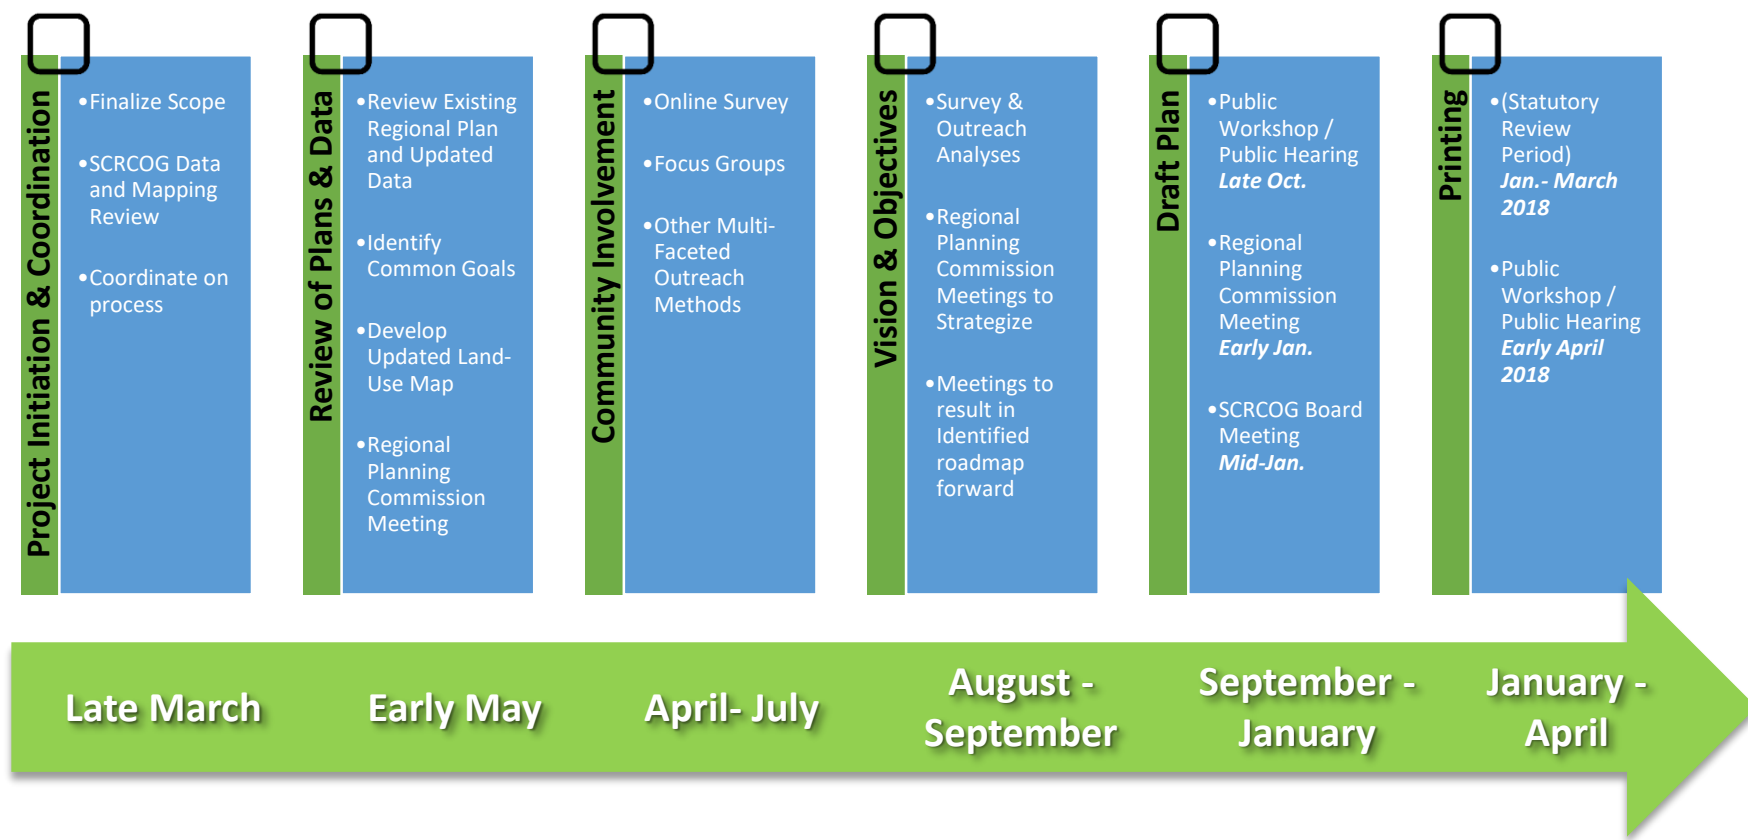 Project Initiation & Coordination
•Finalize Scope
•SCRCOG Data
and Mapping
Review
•Coordinate on
process
Review of Plans & Data
•Review Existing
Regional Plan
and Updated
Data
•Identify
Common Goals
•Develop
Updated Land-
Use Map
•Regional
Planning
Commission
Meeting
Community Involvement
•Online Survey
•Focus Groups
•Other Multi-
Faceted
Outreach
Methods
Vision & Objectives
•Survey &
Outreach
Analyses
•Regional
Planning
Commission
Meetings to
Strategize
•Meetings to
result in
Identified
roadmap
forward
Draft Plan
•Public
Workshop /
Public Hearing
Late Oct.
•Regional
Planning
Commission
Meeting
Early Jan.
•SCRCOG Board
Meeting
Mid-Jan.
Printing
•(Statutory
Review
Period)
Jan.- March
2018
•Public
Workshop /
Public Hearing
Early April
2018
Late March
Early May
April- July
August -
September
September -
January
January -
April